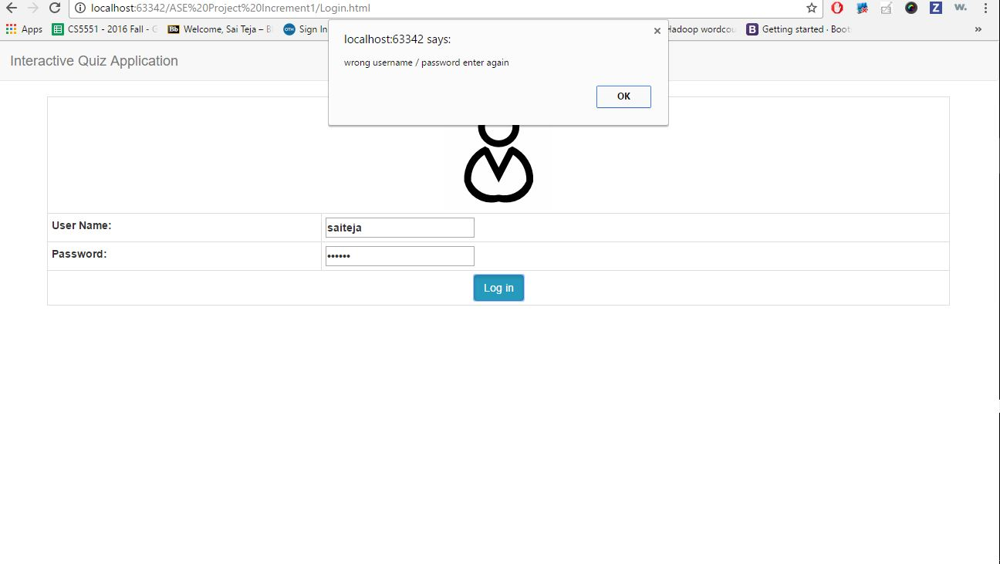 localhost:63342/ASE%20Project%20Increment1/Login.html
Apps CS5551 - 2016 Fall - Bb Welcome, Sai Teja – OTH Sign In Hadoop B Getting started · Boot
localhost:63342 says:
wrong username / password enter again
OK
Interactive Quiz Application
User Name: saiteja
Password: ••••••
Log in